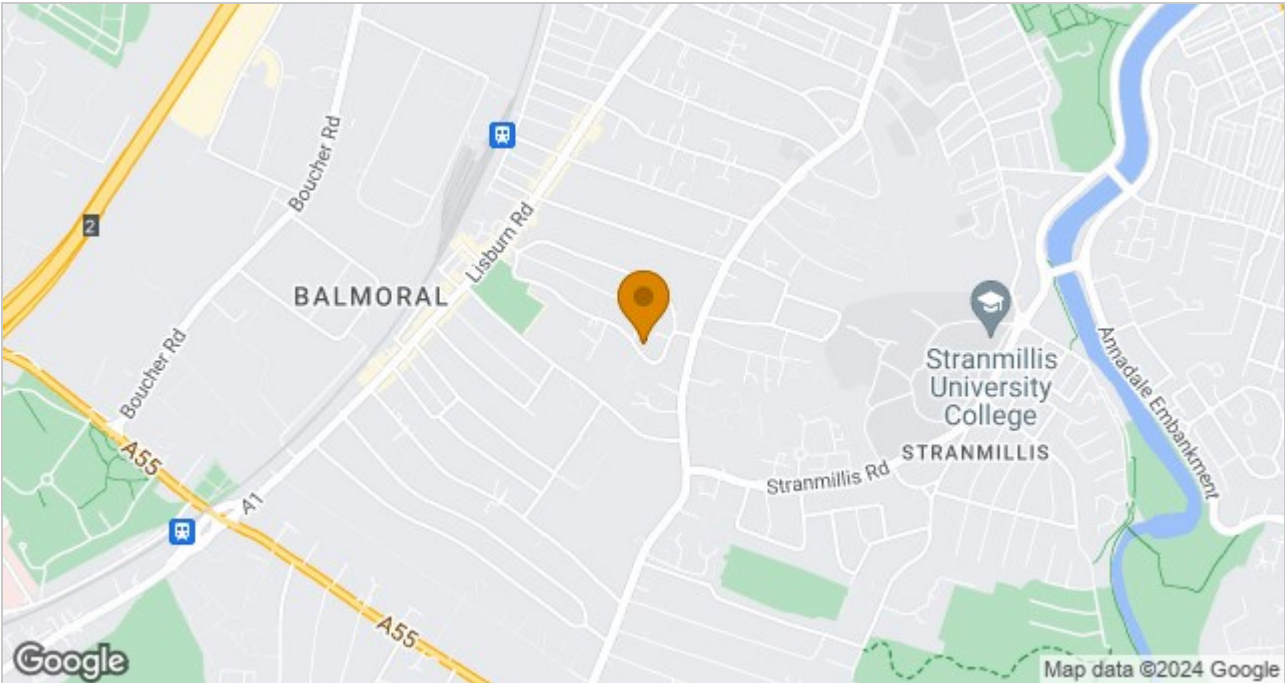 Boucher Rd
2
Lisburn Rd
BALMORAL
Boucher Rd
Stranmillis
University
College
STRANMILLIS
Annadale Embankment
A55
Stranmillis Rd
A1
A55
Google
Map data ©2024 Google